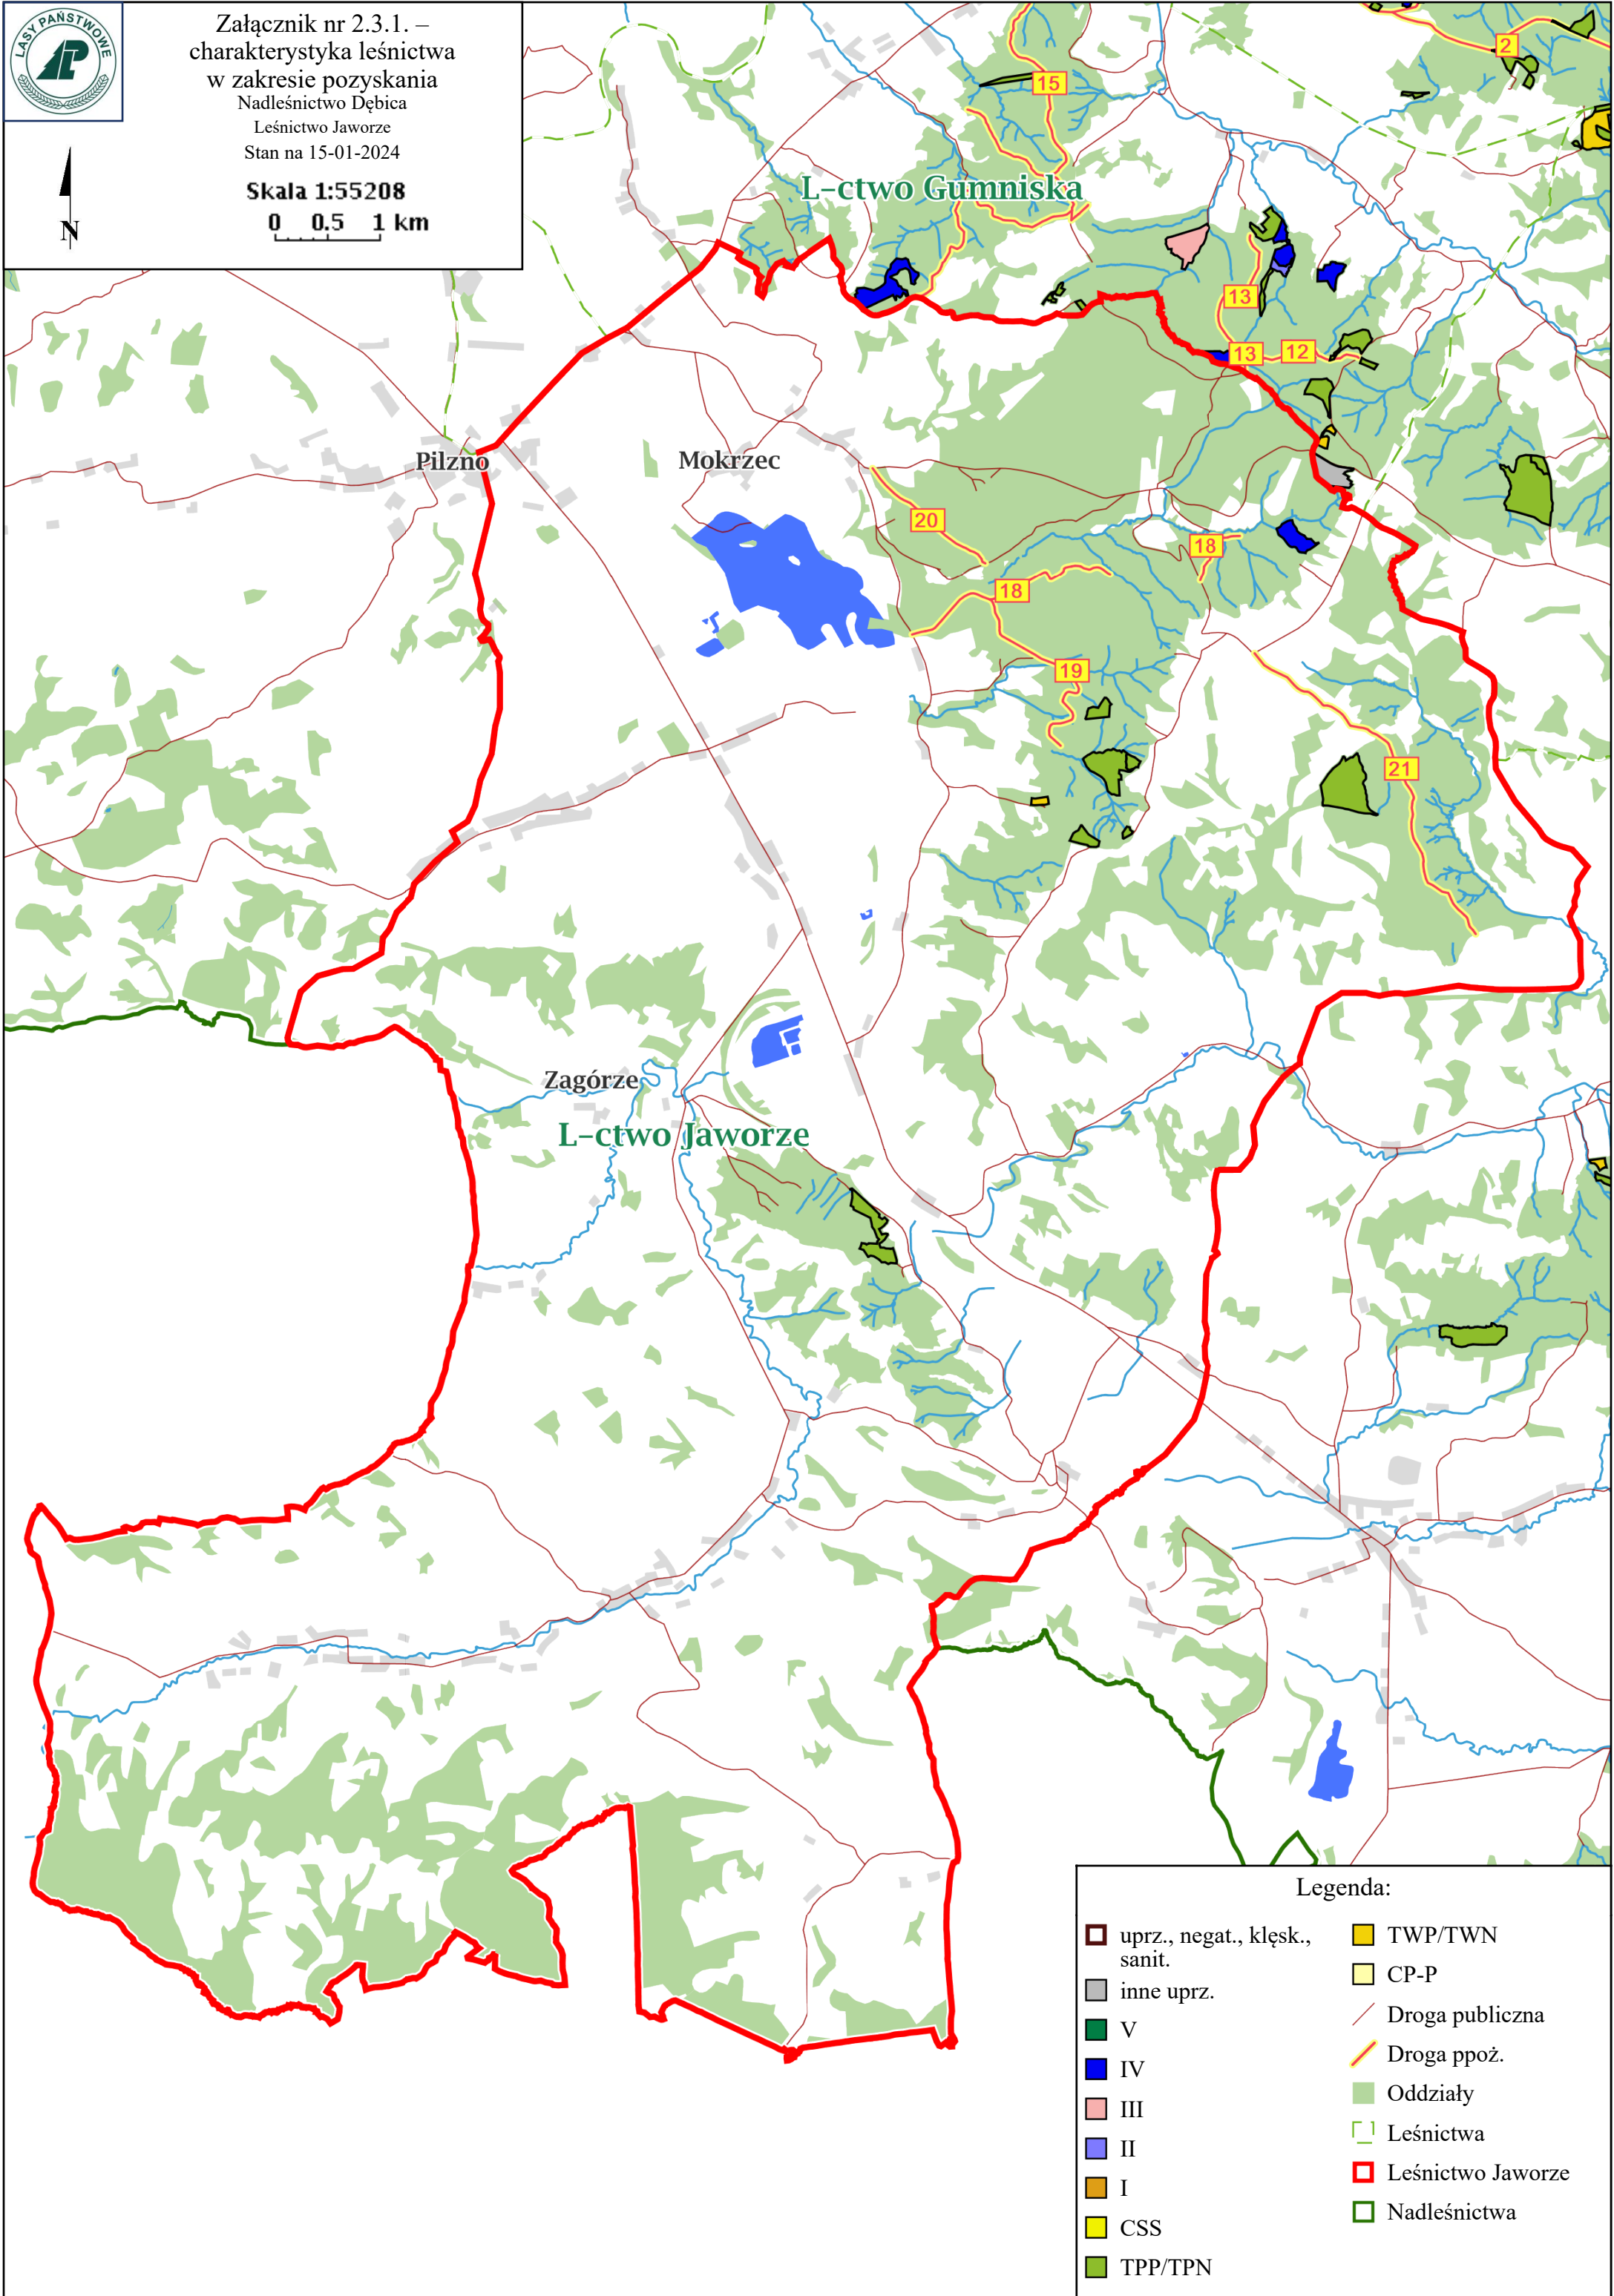 LASY PAŃSTWOWE
Załącznik nr 2.3.1. –
charakterystyka leśnictwa
w zakresie pozyskania
Nadleśnictwo Dębica
Leśnictwo Jaworze
Stan na 15-01-2024
Skala 1:55208
0 0.5 1 km
N
2
15
L-ctwo Gumniska
13
13
12
Pilzno
Mokrzec
20
18
18
19
21
Zagórze
L-ctwo Jaworze
Legenda:
uprz., negat., klęsk.,
sanit.
inne uprz.
V
IV
III
II
I
CSS
TPP/TPN
TWP/TWN
CP-P
Droga publiczna
Droga ppoż.
Oddziały
Leśnictwa
Leśnictwo Jaworze
Nadleśnictwa